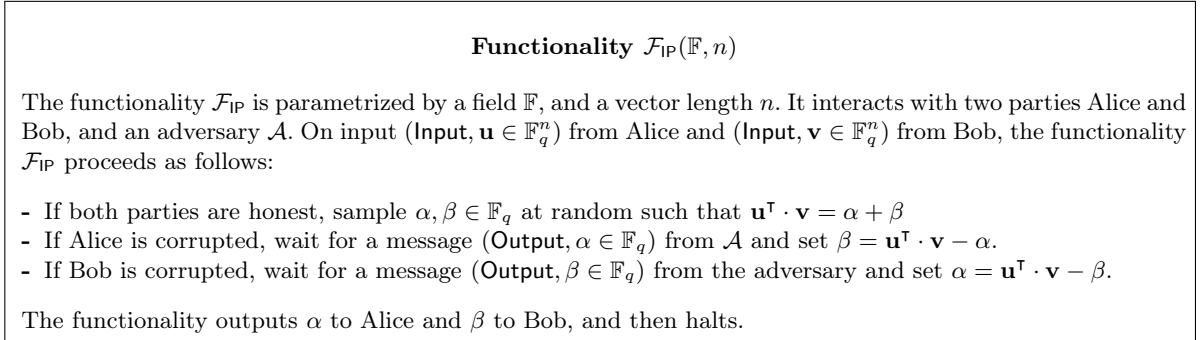 Functionality 𝓕_IP(𝔽, n)
The functionality 𝓕_IP is parametrized by a field 𝔽, and a vector length n. It interacts with two parties Alice and
Bob, and an adversary 𝒜. On input (Input, 𝐮 ∈ 𝔽_q^n) from Alice and (Input, 𝐯 ∈ 𝔽_q^n) from Bob, the functionality
𝓕_IP proceeds as follows:
- If both parties are honest, sample α, β ∈ 𝔽_q at random such that 𝐮^⊺ · 𝐯 = α + β
- If Alice is corrupted, wait for a message (Output, α ∈ 𝔽_q) from 𝒜 and set β = 𝐮^⊺ · 𝐯 − α.
- If Bob is corrupted, wait for a message (Output, β ∈ 𝔽_q) from the adversary and set α = 𝐮^⊺ · 𝐯 − β.
The functionality outputs α to Alice and β to Bob, and then halts.